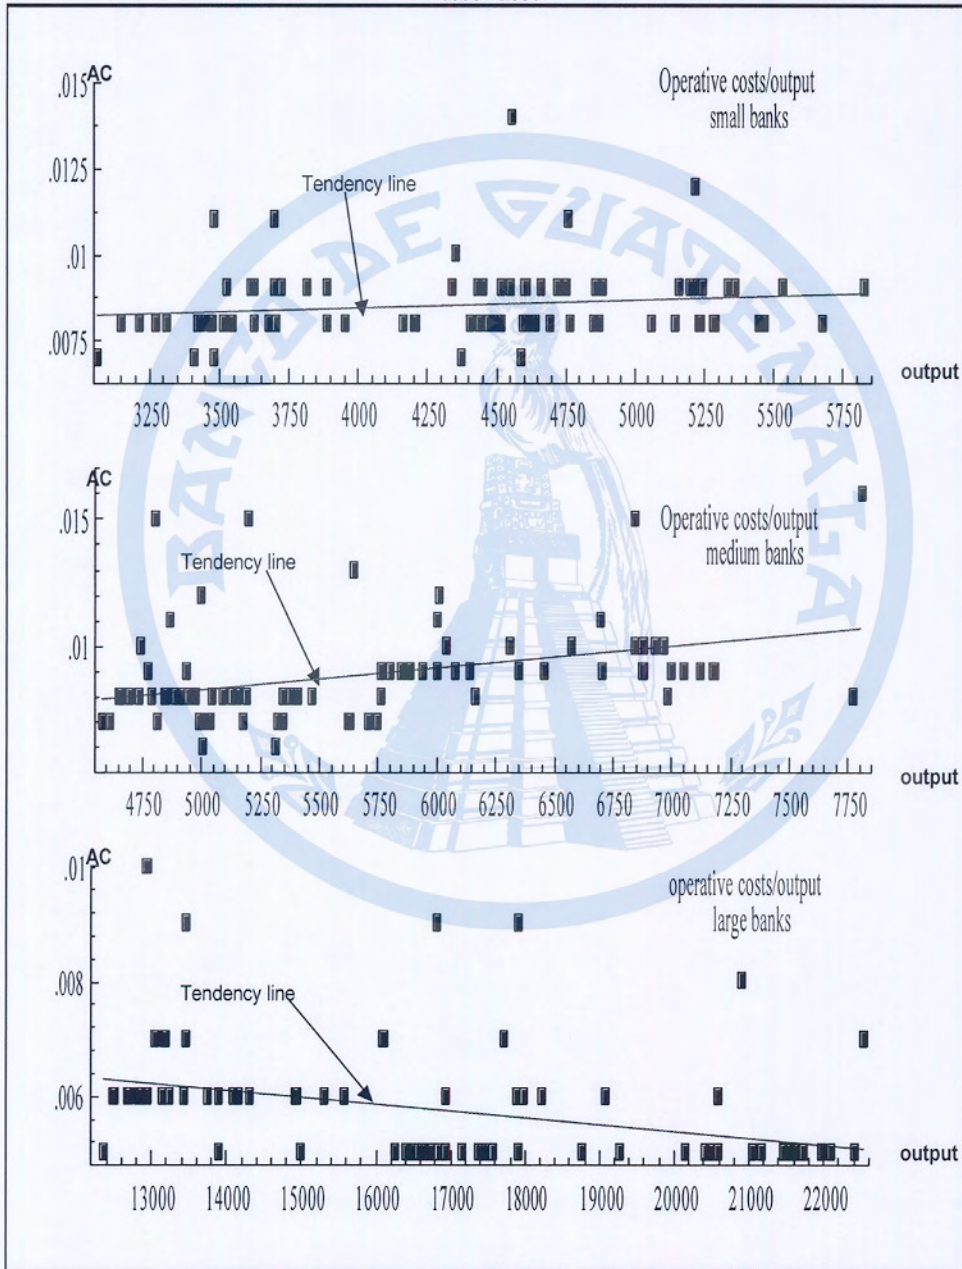 AC
.015
Operative costs/output
small banks
.0125
Tendency line
.01
.0075
output
3250 3500 3750 4000 4250 4500 4750 5000 5250 5500 5750
BANCO DE GUATEMALA
AC
.015
Operative costs/output
medium banks
Tendency line
.01
output
4750 5000 5250 5500 5750 6000 6250 6500 6750 7000 7250 7500 7750
AC
.01
operative costs/output
large banks
.008
Tendency line
.006
output
13000 14000 15000 16000 17000 18000 19000 20000 21000 22000